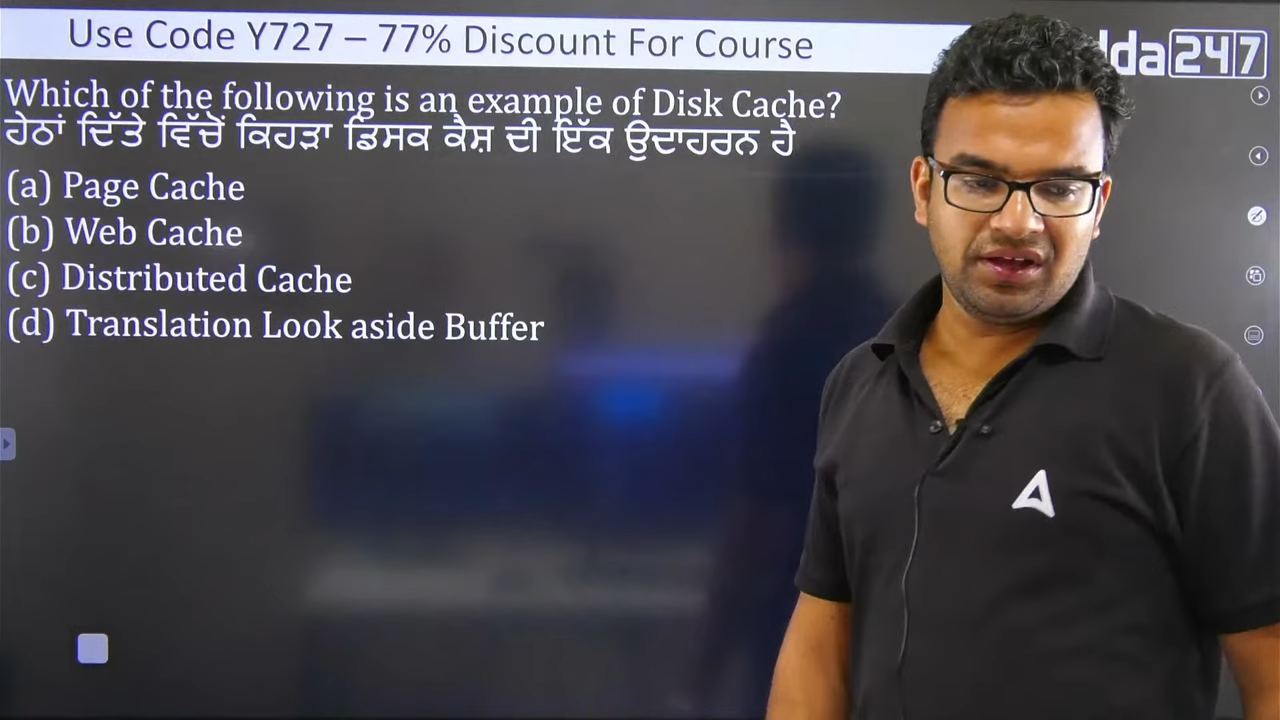 Use Code Y727 – 77% Discount For Course
dda247
Which of the following is an example of Disk Cache?
ਹੇਠਾਂ ਦਿੱਤੇ ਵਿੱਚੋਂ ਕਿਹੜਾ ਡਿਸਕ ਕੈਸ਼ ਦੀ ਇੱਕ ਉਦਾਹਰਨ ਹੈ
(a) Page Cache
(b) Web Cache
(c) Distributed Cache
(d) Translation Look aside Buffer